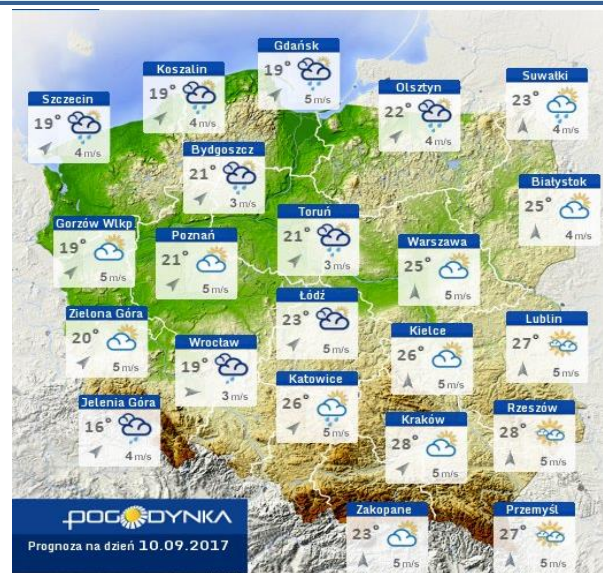 Gdańsk
19°
5 m/s
Koszalin
19°
4 m/s
Suwałki
23°
4 m/s
Olsztyn
22°
4 m/s
Szczecin
19°
4 m/s
Bydgoszcz
21°
3 m/s
Białystok
25°
4 m/s
Toruń
21°
3 m/s
Gorzów Wlkp
19°
5 m/s
Poznań
21°
5 m/s
Warszawa
25°
5 m/s
Łódź
23°
5 m/s
Zielona Góra
20°
5 m/s
Lublin
27°
5 m/s
Kielce
26°
5 m/s
Wrocław
19°
3 m/s
Katowice
26°
5 m/s
Jelenia Góra
16°
4 m/s
Rzeszów
28°
5 m/s
Kraków
28°
5 m/s
Zakopane
23°
5 m/s
Przemyśl
27°
5 m/s
POGODYNKA
Prognoza na dzień 10.09.2017